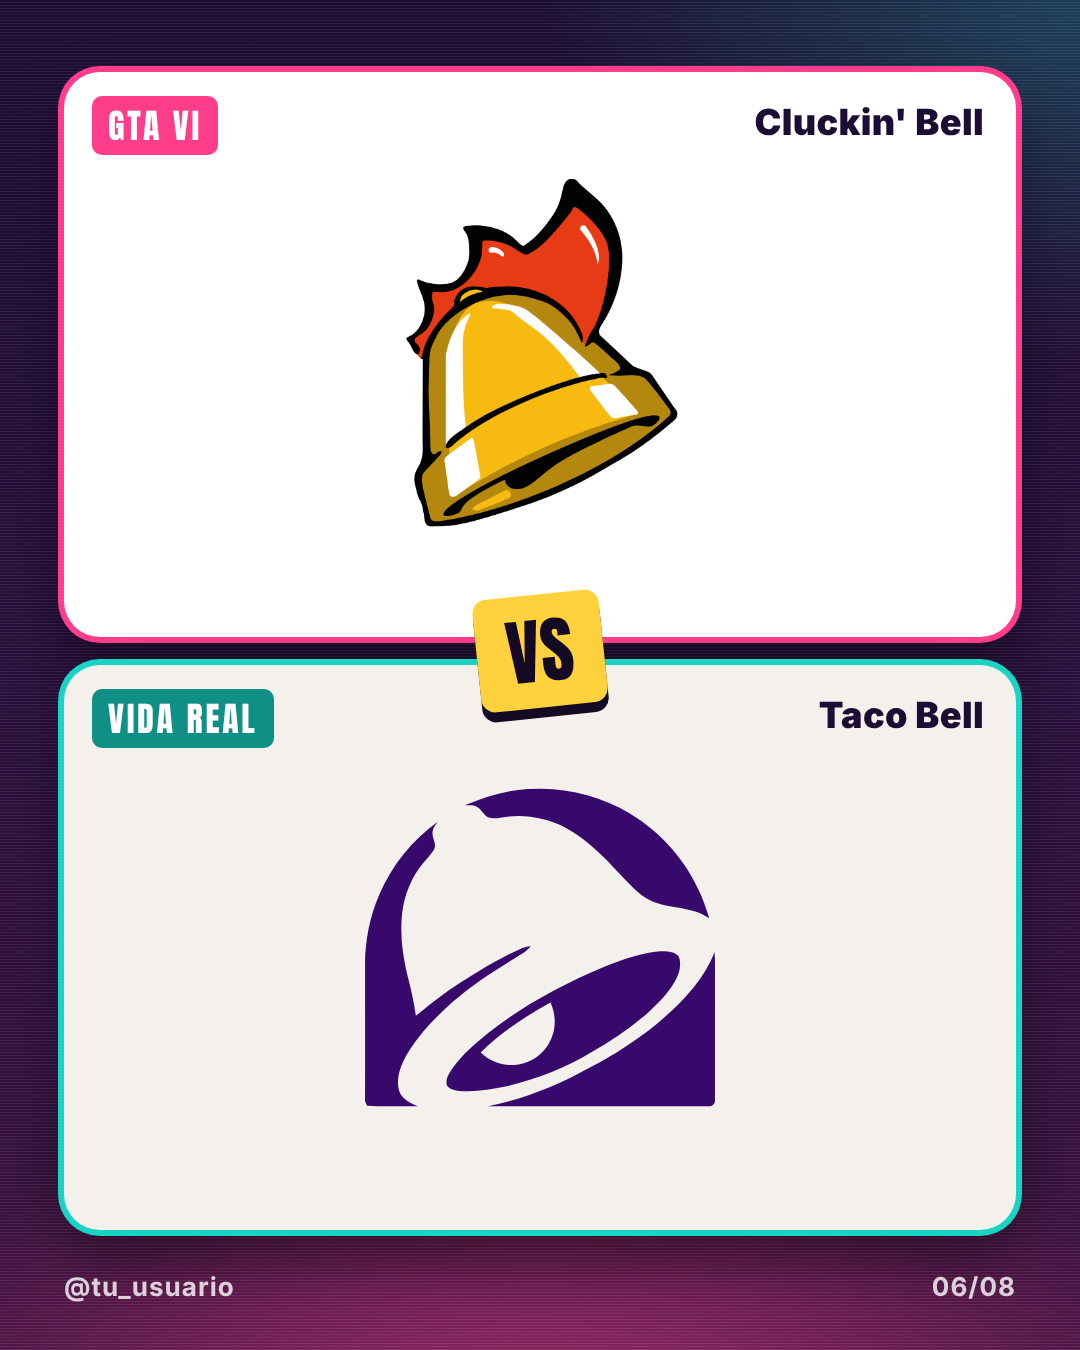 GTA VI
Cluckin' Bell
VS
VIDA REAL
Taco Bell
@tu_usuario
06/08